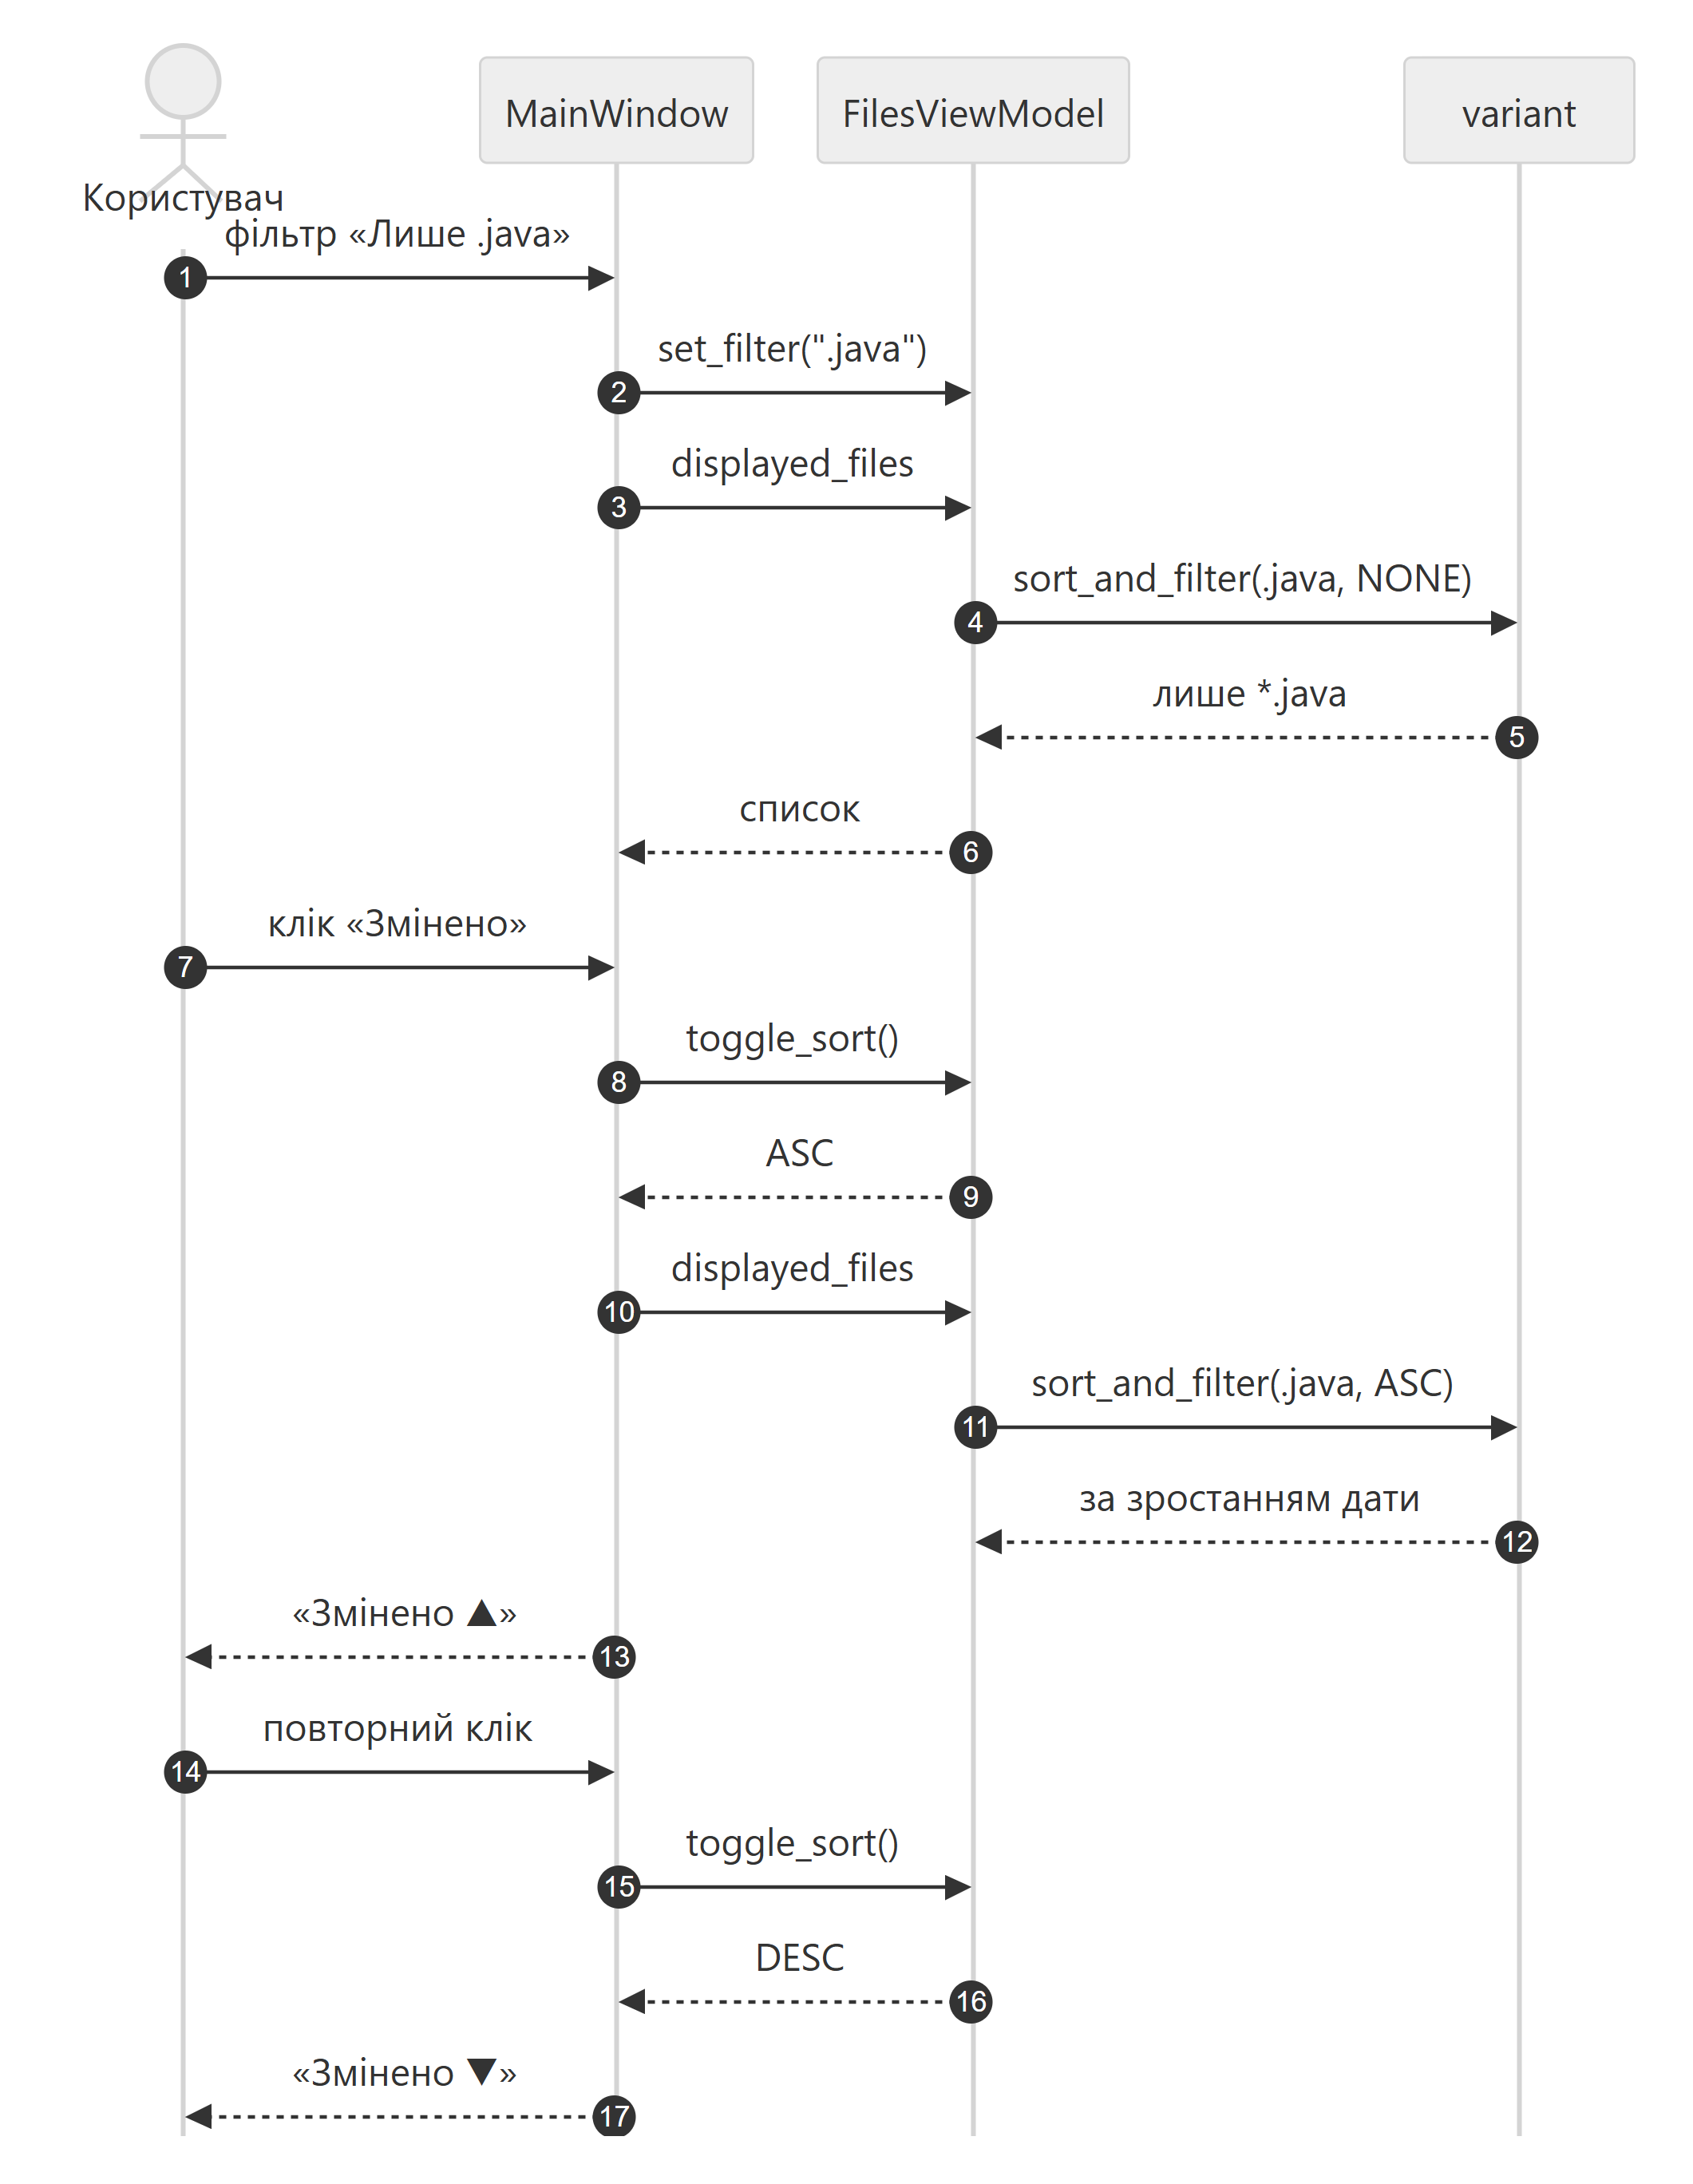 Користувач
MainWindow
FilesViewModel
variant
фільтр «Лише .java»
1
set_filter(".java")
2
displayed_files
3
sort_and_filter(.java, NONE)
4
лише *.java
5
список
6
клік «Змінено»
7
toggle_sort()
8
ASC
9
displayed_files
10
sort_and_filter(.java, ASC)
11
за зростанням дати
12
«Змінено ▲»
13
повторний клік
14
toggle_sort()
15
DESC
16
«Змінено ▼»
17